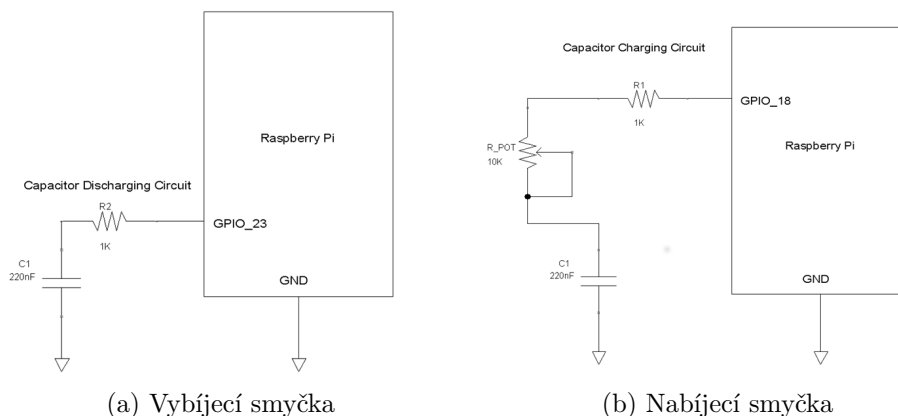 Raspberry Pi
Capacitor Discharging Circuit
R2
1K
GPIO_23
C1
220nF
GND
(a) Vybíjecí smyčka
Capacitor Charging Circuit
R1
1K
GPIO_18
R_POT
10K
Raspberry Pi
C1
220nF
GND
(b) Nabíjecí smyčka